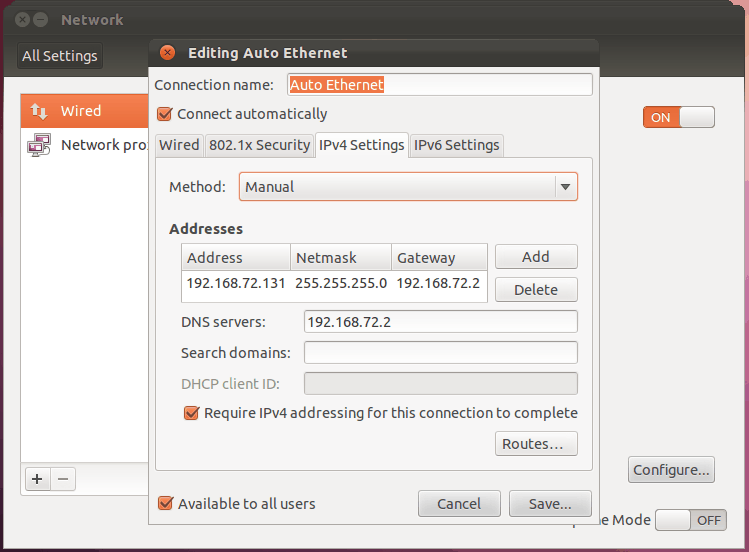 Network
All Settings
Editing Auto Ethernet
Connection name: Auto Ethernet
Connect automatically
Wired
Network pro
ON
Wired 802.1x Security IPv4 Settings IPv6 Settings
Method: Manual
Addresses
Address Netmask Gateway
192.168.72.131 255.255.255.0 192.168.72.2
Add
Delete
DNS servers: 192.168.72.2
Search domains:
DHCP client ID:
Require IPv4 addressing for this connection to complete
Routes...
Configure...
Available to all users
Cancel Save...
Mode OFF